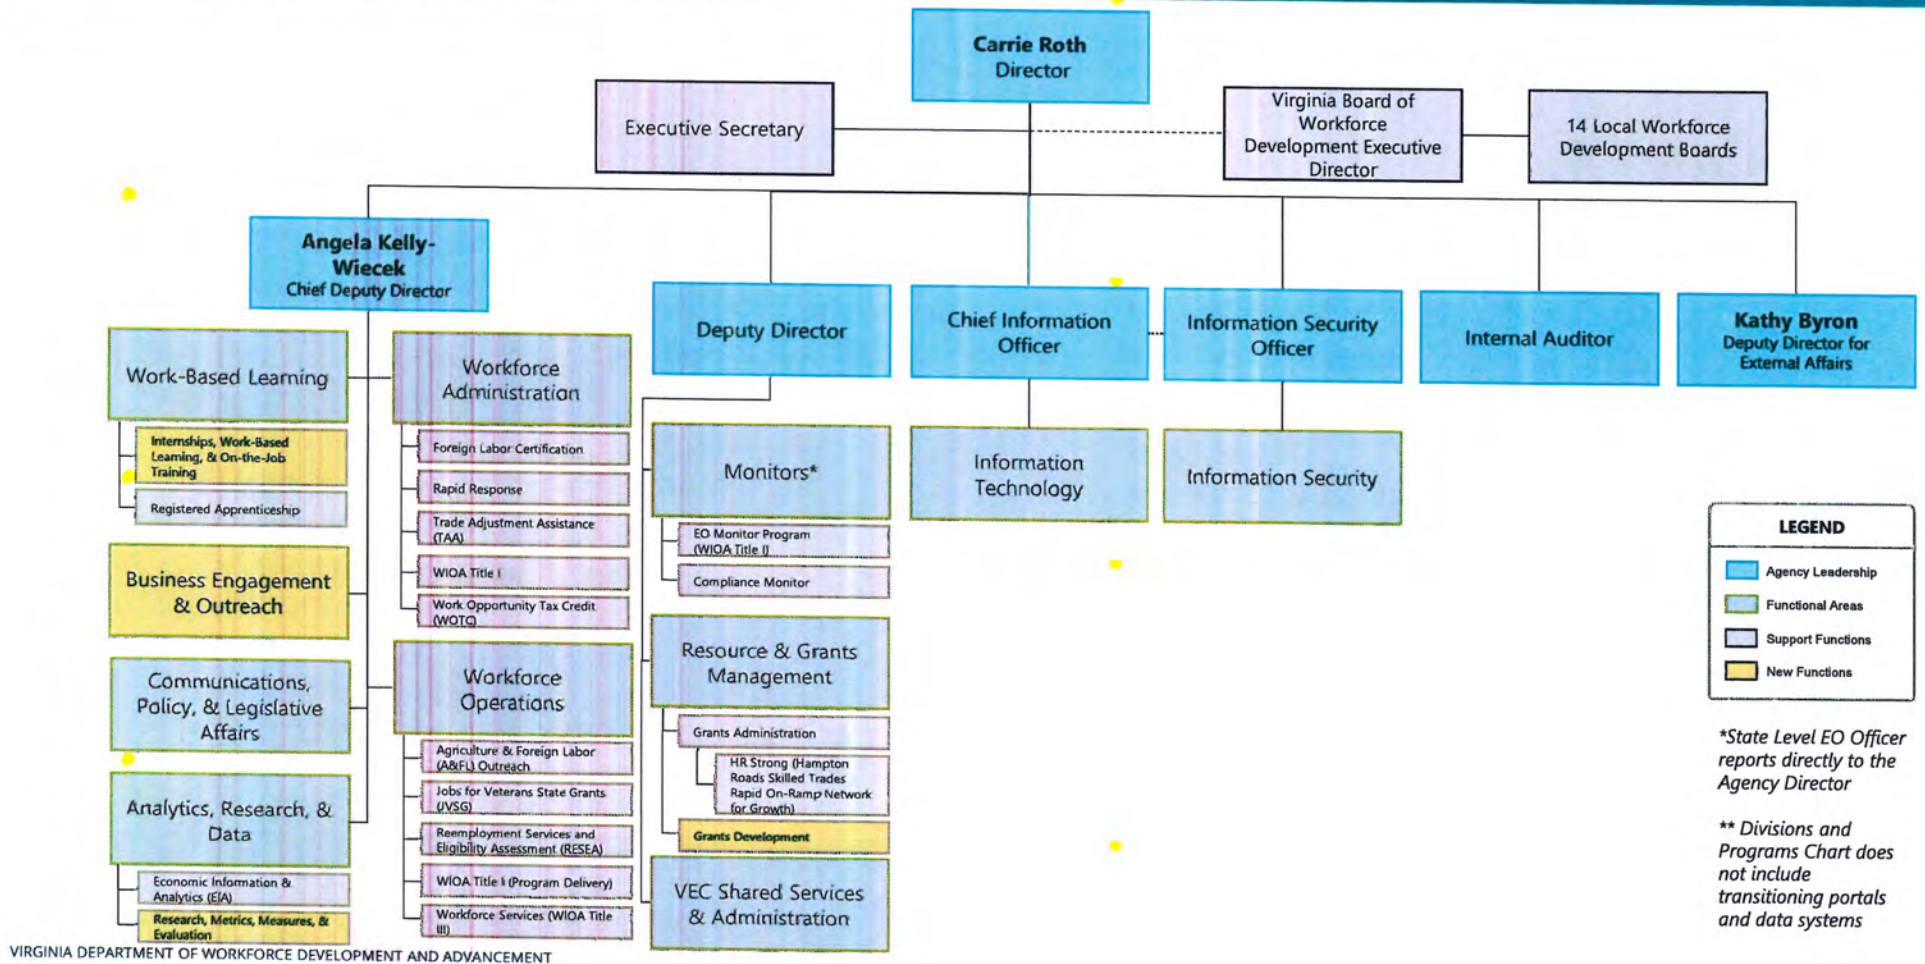 Carrie Roth
Director
Executive Secretary
Virginia Board of
Workforce
Development Executive
Director
14 Local Workforce
Development Boards
Angela Kelly-
Wiecek
Chief Deputy Director
Deputy Director
Chief Information
Officer
Information Security
Officer
Internal Auditor
Kathy Byron
Deputy Director for
External Affairs
Work-Based Learning
Internships, Work-Based
Learning, & On-the-Job
Training
Registered Apprenticeship
Business Engagement
& Outreach
Communications,
Policy, & Legislative
Affairs
Analytics, Research, &
Data
Economic Information &
Analytics (EIA)
Research, Metrics, Measures, &
Evaluation
Workforce
Administration
Foreign Labor Certification
Rapid Response
Trade Adjustment Assistance
(TAA)
WIOA Title I
Work Opportunity Tax Credit
(WOTC)
Workforce
Operations
Agriculture & Foreign Labor
(A&FL) Outreach
Jobs for Veterans State Grants
(JVSG)
Reemployment Services and
Eligibility Assessment (RESEA)
WIOA Title I (Program Delivery)
Workforce Services (WIOA Title
III)
Monitors*
EO Monitor Program
(WIOA Title I)
Compliance Monitor
Resource & Grants
Management
Grants Administration
HR Strong (Hampton
Roads Skilled Trades
Rapid On-Ramp Network
for Growth)
Grants Development
VEC Shared Services
& Administration
Information
Technology
Information Security
LEGEND
Agency Leadership
Functional Areas
Support Functions
New Functions
*State Level EO Officer
reports directly to the
Agency Director
** Divisions and
Programs Chart does
not include
transitioning portals
and data systems
VIRGINIA DEPARTMENT OF WORKFORCE DEVELOPMENT AND ADVANCEMENT